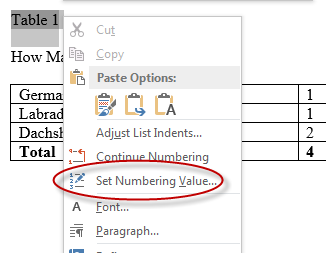 Table 1
Cut
Copy
How Ma
Paste Options:
Germa 1
Labrad 1
Dachsh 2
Total 4
Adjust List Indents...
Continue Numbering
Set Numbering Value...
Font...
Paragraph...